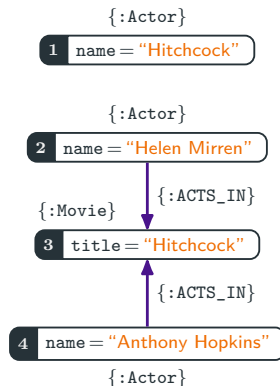 {:Actor}
1 name = “Hitchcock”
{:Actor}
2 name = “Helen Mirren”
{:ACTS_IN}
{:Movie}
3 title = “Hitchcock”
{:ACTS_IN}
4 name = “Anthony Hopkins”
{:Actor}